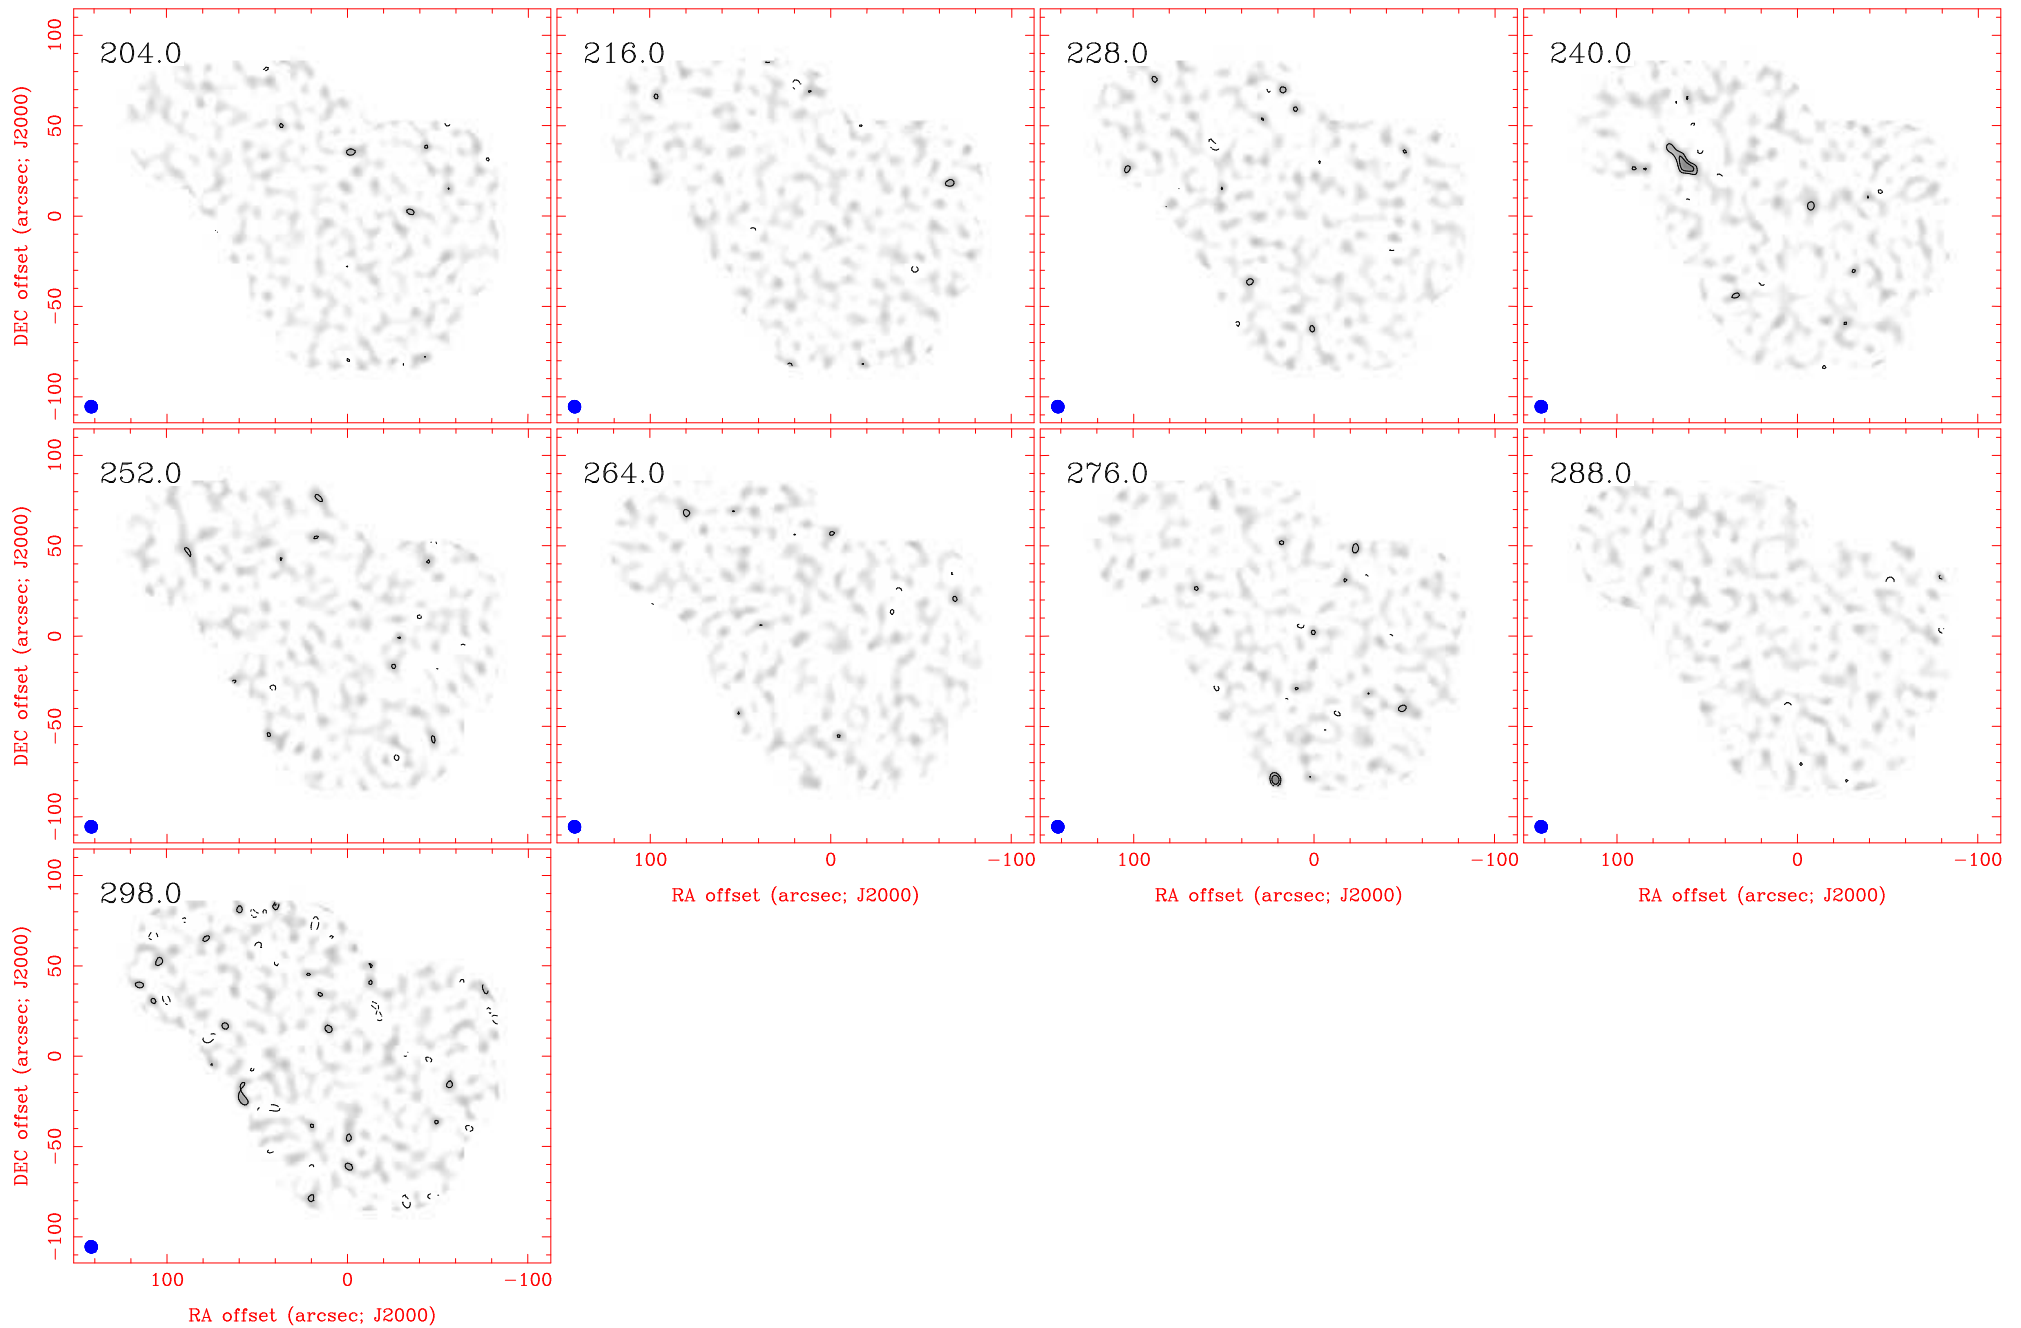 204.0
216.0
228.0
240.0
100
50
0
−50
−100
DEC offset (arcsec; J2000)
252.0
264.0
276.0
288.0
100
50
0
−50
−100
DEC offset (arcsec; J2000)
100 0 −100
100 0 −100
100 0 −100
RA offset (arcsec; J2000)
RA offset (arcsec; J2000)
RA offset (arcsec; J2000)
298.0
100
50
0
−50
−100
DEC offset (arcsec; J2000)
100 0 −100
RA offset (arcsec; J2000)